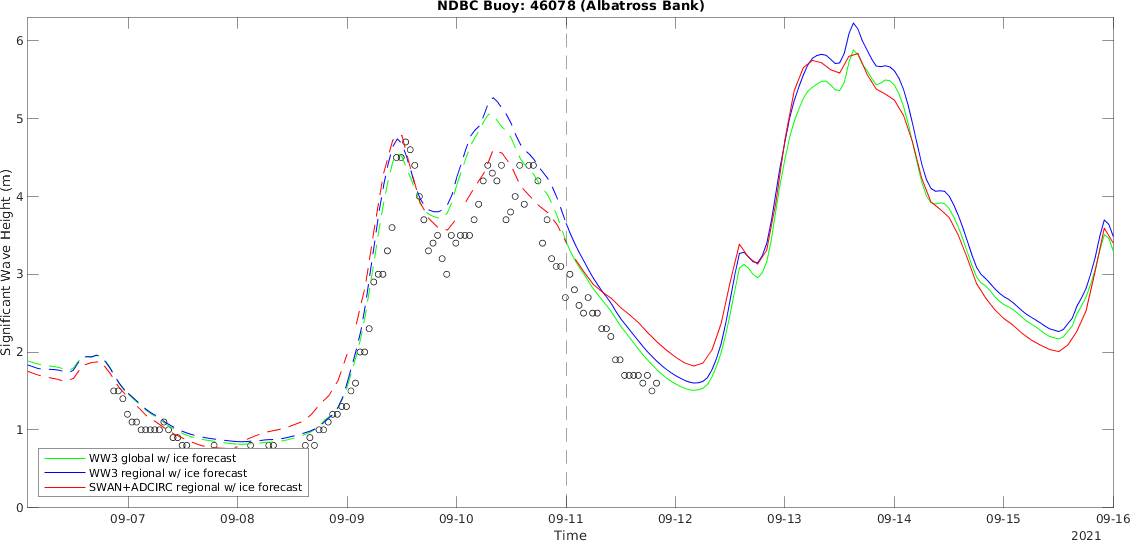 NDBC Buoy: 46078 (Albatross Bank)
Significant Wave Height (m)
6
5
4
3
2
1
0
WW3 global w/ ice forecast
WW3 regional w/ ice forecast
SWAN+ADCIRC regional w/ ice forecast
09-07 09-08 09-09 09-10 09-11 09-12 09-13 09-14 09-15 09-16
Time
2021